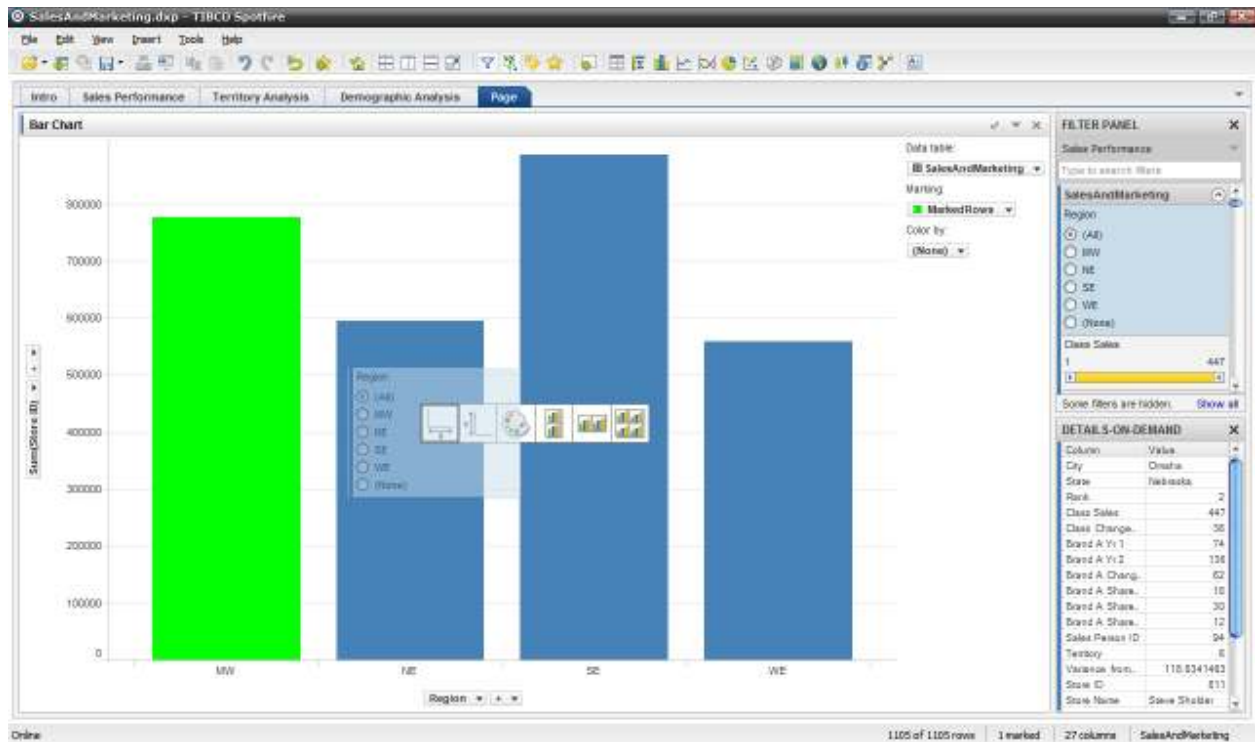 SalesAndMarketing.dxp - TIBCO Spotfire
File Edit View Insert Tools Help
Intro Sales Performance Territory Analysis Demographic Analysis Page
Bar Chart
Data table:
SalesAndMarketing
Marking:
MarkedRows
Color by:
(None)
900000
700000
600000
500000
400000
300000
200000
100000
0
Sum(Store ID)
Region
(All)
MW
NE
SE
WE
(None)
MW NE SE WE
Region
FILTER PANEL
Sales Performance
Type to search filters
SalesAndMarketing
Region
(All)
MW
NE
SE
WE
(None)
Class Sales
1 447
Some filters are hidden. Show all
DETAILS-ON-DEMAND
Column Value
City Omaha
State Nebraska
Rank 2
Class Sales 447
Class Change..
Brand A Yr 1 74
Brand A Yr 2 136
Brand A Chang.. 62
Brand A Share.. 18
Brand A Share.. 30
Brand A Share.. 12
Sales Person ID 94
Territory
Variance from.. 118.8341463
Store ID 811
Store Name Steve Sholder
Online 1105 of 1105 rows 1 marked 27 columns SalesAndMarketing